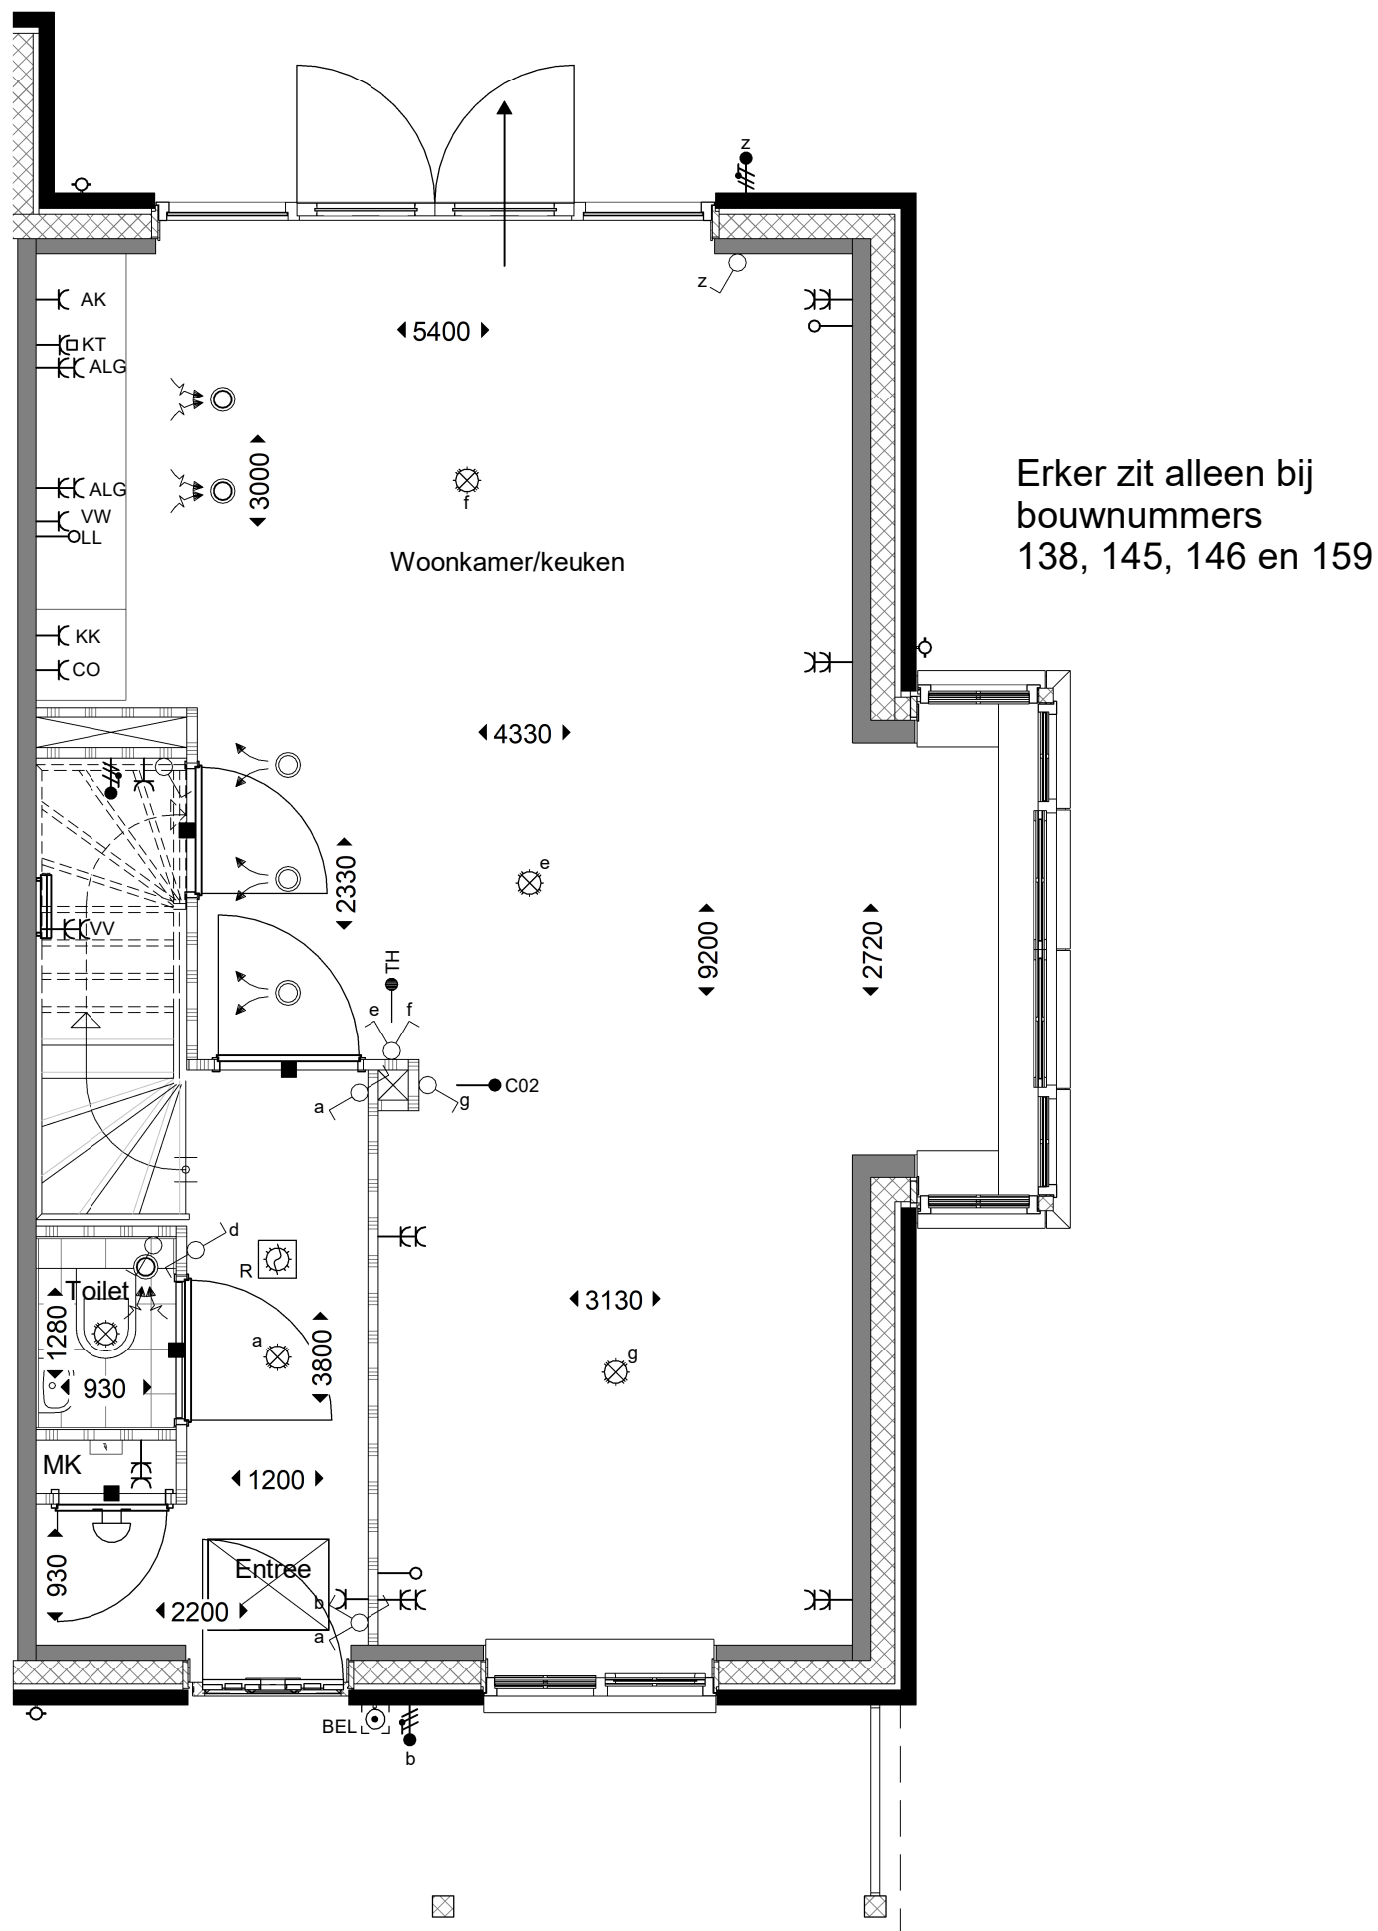 z
z
AK
KT
ALG
5400
3000
f
ALG
VW
LL
Woonkamer/keuken
Erker zit alleen bij
bouwnummers
138, 145, 146 en 159
KK
CO
4330
2330
e
VV
9200
2720
TH
e
f
a
g
C02
d
R
Toilet
1280
930
a
3800
3130
g
MK
1200
930
Entree
2200
b
a
BEL
b